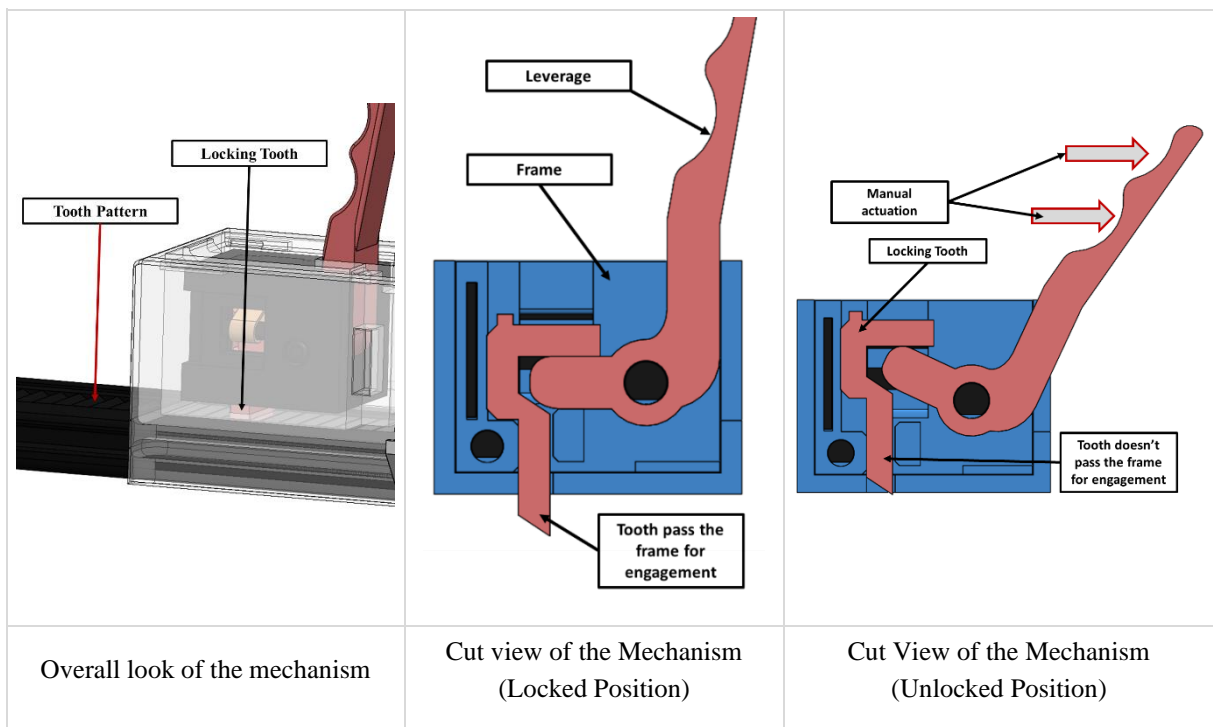 Locking Tooth
Tooth Pattern
Overall look of the mechanism
Leverage
Frame
Tooth pass the
frame for
engagement
Cut view of the Mechanism
(Locked Position)
Manual
actuation
Locking Tooth
Tooth doesn't
pass the frame
for engagement
Cut View of the Mechanism
(Unlocked Position)